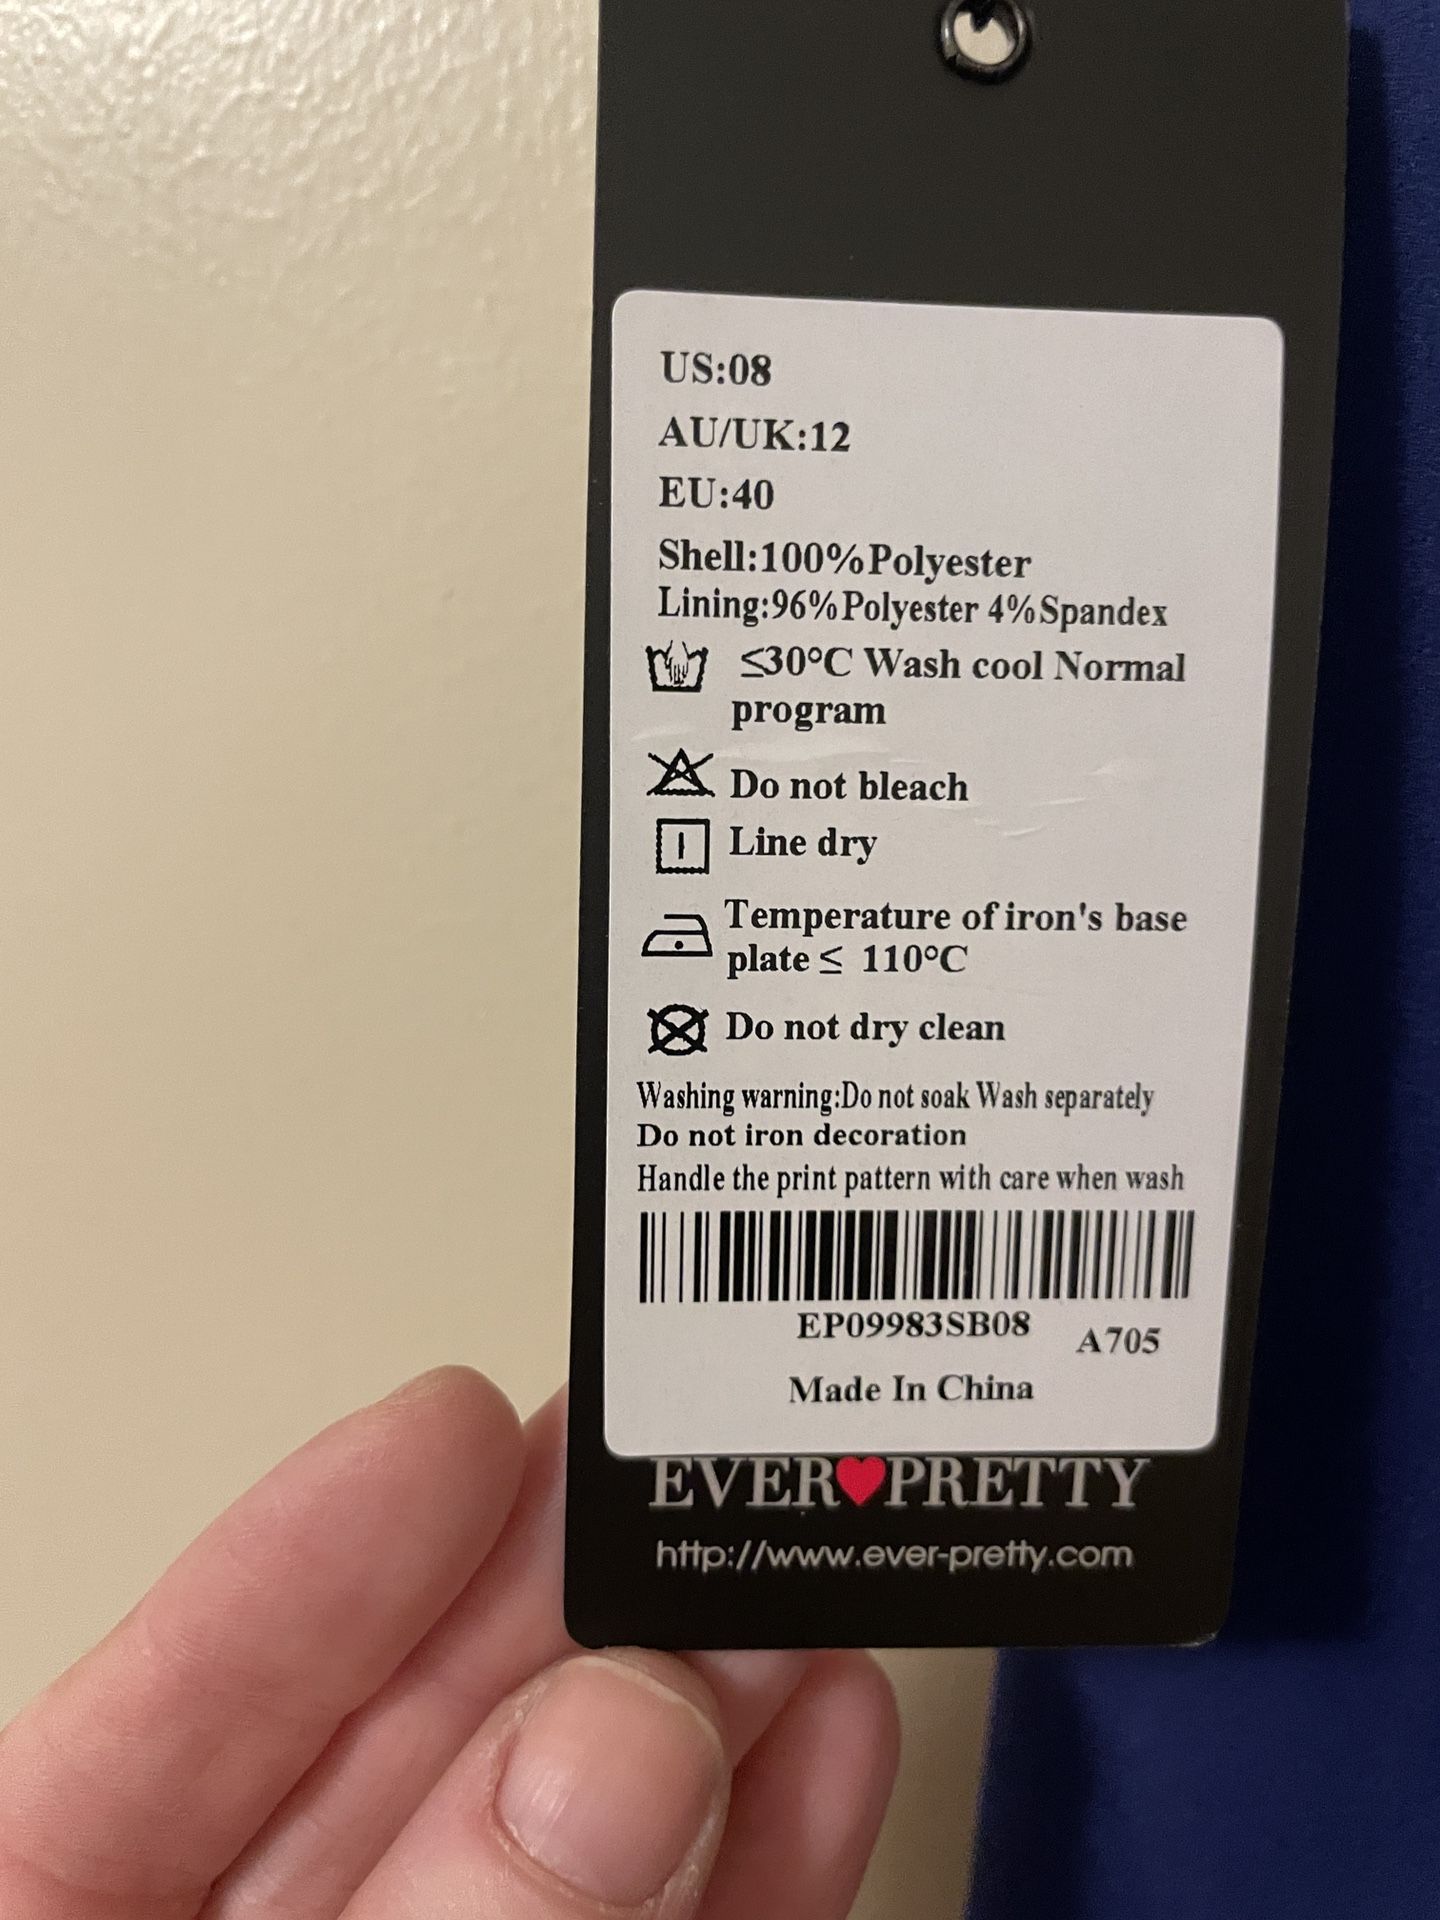 US:08
AU/UK:12
EU:40
Shell:100%Polyester
Lining:96%Polyester 4%Spandex
≤30°C Wash cool Normal
program
Do not bleach
Line dry
Temperature of iron's base
plate ≤ 110°C
Do not dry clean
Washing warning:Do not soak Wash separately
Do not iron decoration
Handle the print pattern with care when wash
EP09983SB08
A705
Made In China
EVER♥PRETTY
http://www.ever-pretty.com